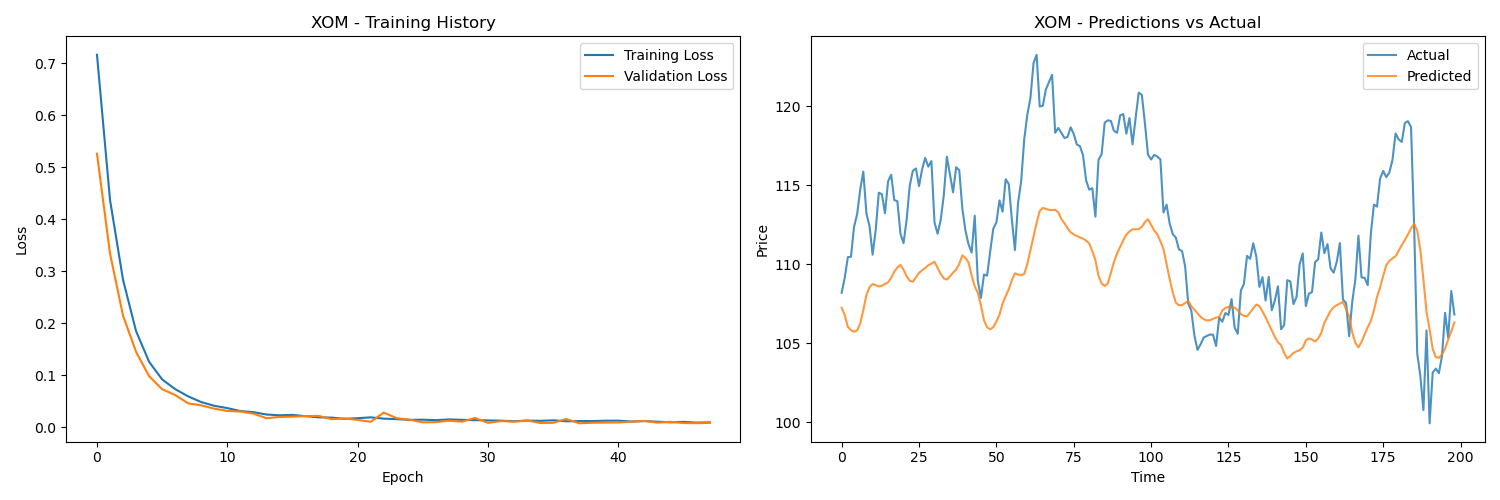 XOM - Training History
Training Loss
Validation Loss
0.7
0.6
0.5
0.4
0.3
0.2
0.1
0.0
Loss
0
10
20
30
40
Epoch
XOM - Predictions vs Actual
Actual
Predicted
120
115
110
105
100
Price
0
25
50
75
100
125
150
175
200
Time